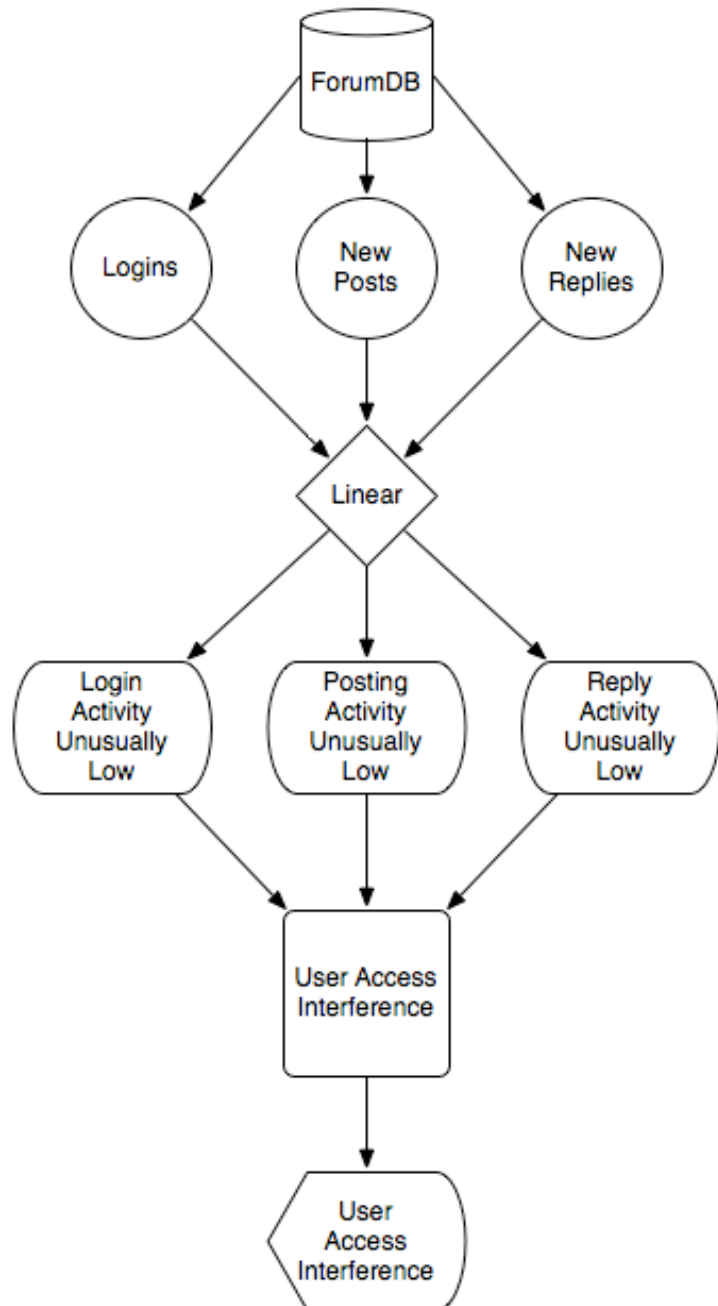 ForumDB
Logins
New
Posts
New
Replies
Linear
Login
Activity
Unusually
Low
Posting
Activity
Unusually
Low
Reply
Activity
Unusually
Low
User Access
Interference
User
Access
Interference